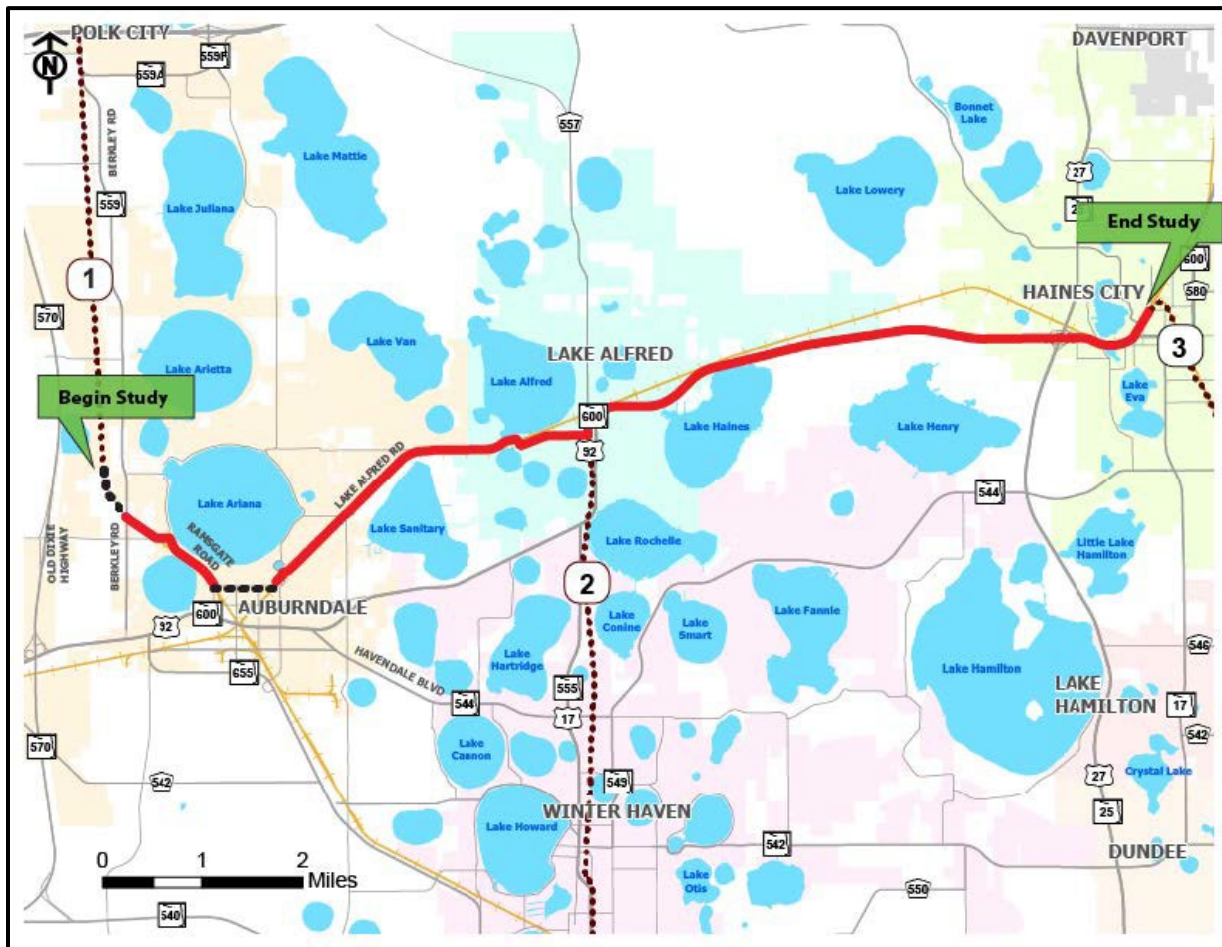 POLK CITY
DAVENPORT
N
559A
559F
557
Bonnet
Lake
Lake Mattie
Lake Lowery
27
BERKLEY RD
559
Lake Juliana
End Study
600
580
1
570
HAINES CITY
3
Lake Van
LAKE ALFRED
Lake Arietta
Lake Alfred
Begin Study
Lake
Eva
600
92
Lake Haines
Lake Henry
LAKE ALFRED RD
544
Lake Ariana
Lake Sanitary
OLD DIXIE
HIGHWAY
BERKLEY RD
RAMSGATE
ROAD
Lake Rochelle
Little Lake
Hamilton
2
AUBURNDALE
600
92
Lake
Conine
Lake
Smart
Lake Fannie
546
HAVENDALE BLVD
Lake
Hartridge
655
Lake Hamilton
LAKE
HAMILTON
555
544
17
17
542
570
Lake
Cannon
542
549
27
Crystal Lake
25
WINTER HAVEN
Lake Howard
542
DUNDEE
0 1 2
Miles
Lake
Otis
550
540